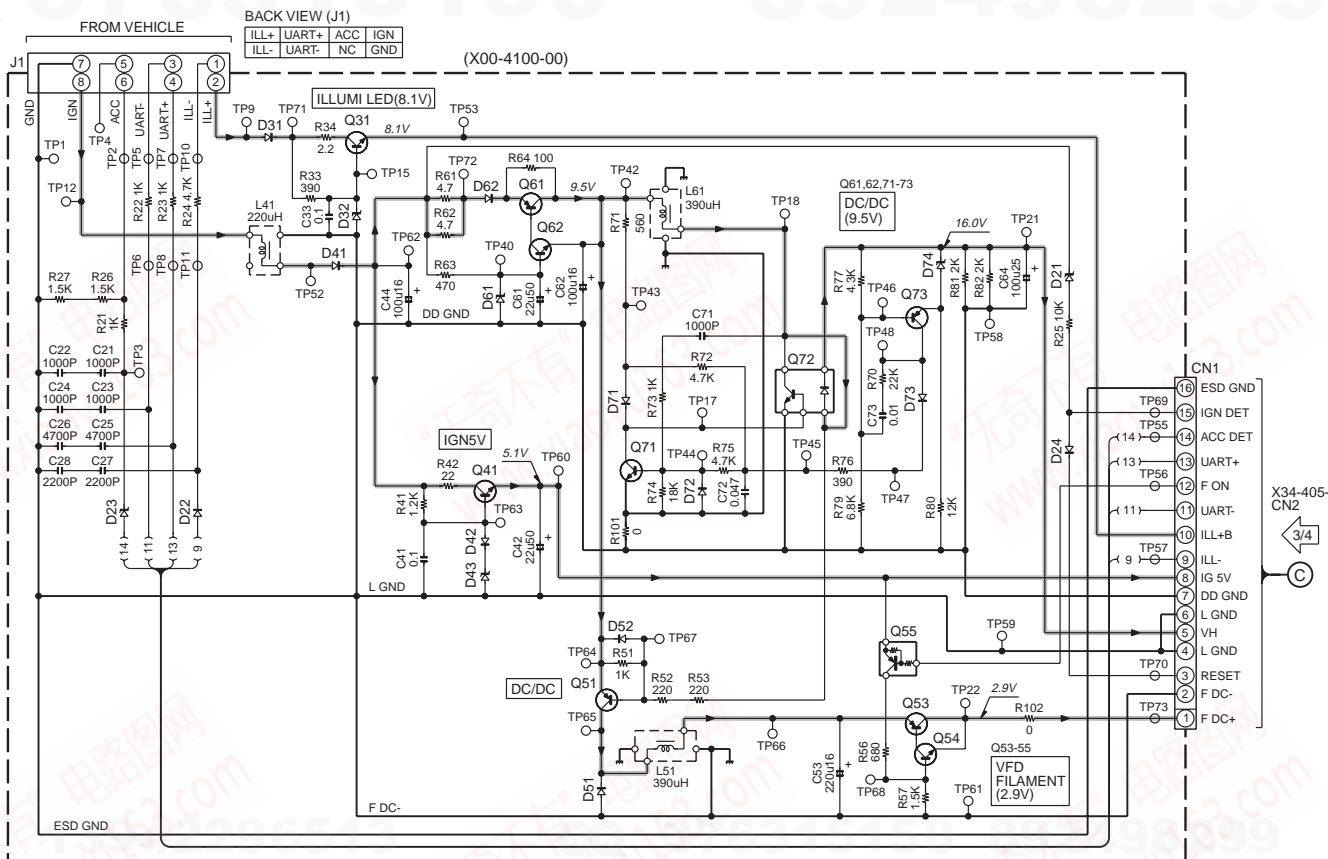 FROM VEHICLE
BACK VIEW (J1)
ILL+ UART+ ACC IGN
ILL- UART- NC GND
(X00-4100-00)
J1
7 5 3 1
8 6 4 2
GND
IGN
ACC
UART-
UART+
ILL-
ILL+
TP1
TP4
TP2
TP5
TP7
TP10
TP12
R22 1K
R23 1K
R24 4.7K
TP6
TP8
TP11
R27
1.5K
R26
1.5K
R21
1K
TP3
C22
1000P
C21
1000P
C24
1000P
C23
1000P
C26
4700P
C25
4700P
C28
2200P
C27
2200P
D23
D22
14
11
13
9
ESD GND
TP9
D31
TP71
ILLUMI LED(8.1V)
R34
2.2
Q31
8.1V
TP53
R33
390
C33
0.1
D32
TP15
L41
220uH
TP52
D41
TP62
C44
100u16
R61
4.7
R62
4.7
R63
470
TP72
D62
R64 100
Q61
Q62
9.5V
TP40
D61
C61
22u50
C62
100u16
DD GND
TP42
R71
560
L61
390uH
TP18
TP43
C71
1000P
R72
4.7K
D71
R73 1K
TP17
Q71
R74
18K
TP44
D72
R75
4.7K
C72
0.047
R101
0
TP45
Q72
Q61,62,71-73
DC/DC
(9.5V)
16.0V
R77
4.3K
TP46
Q73
D74
R81 2K
R82 2K
TP21
C64
100u25
TP58
TP48
R70
22K
C73
0.01
D73
R76
390
TP47
R79
6.8K
R80
12K
D21
R25 10K
D24
IGN5V
5.1V
TP60
R42
22
Q41
R41
1.2K
TP63
C41
0.1
D42
D43
C42
22u50
L GND
D52
TP67
TP64
R51
1K
DC/DC
Q51
R52
220
R53
220
TP65
L51
390uH
D51
F DC-
TP66
C53
220u16
Q55
TP59
Q53
TP22
2.9V
R102
0
Q54
R56
680
TP68
R57
1.5K
TP61
Q53-55
VFD
FILAMENT
(2.9V)
CN1
16 ESD GND
TP69 15 IGN DET
14 TP55 14 ACC DET
13 13 UART+
TP56 12 F ON
11 11 UART-
10 ILL+B
9 TP57 9 ILL-
8 IG 5V
7 DD GND
6 L GND
5 VH
4 L GND
TP70 3 RESET
2 F DC-
TP73 1 F DC+
X34-405-
CN2
3/4
C